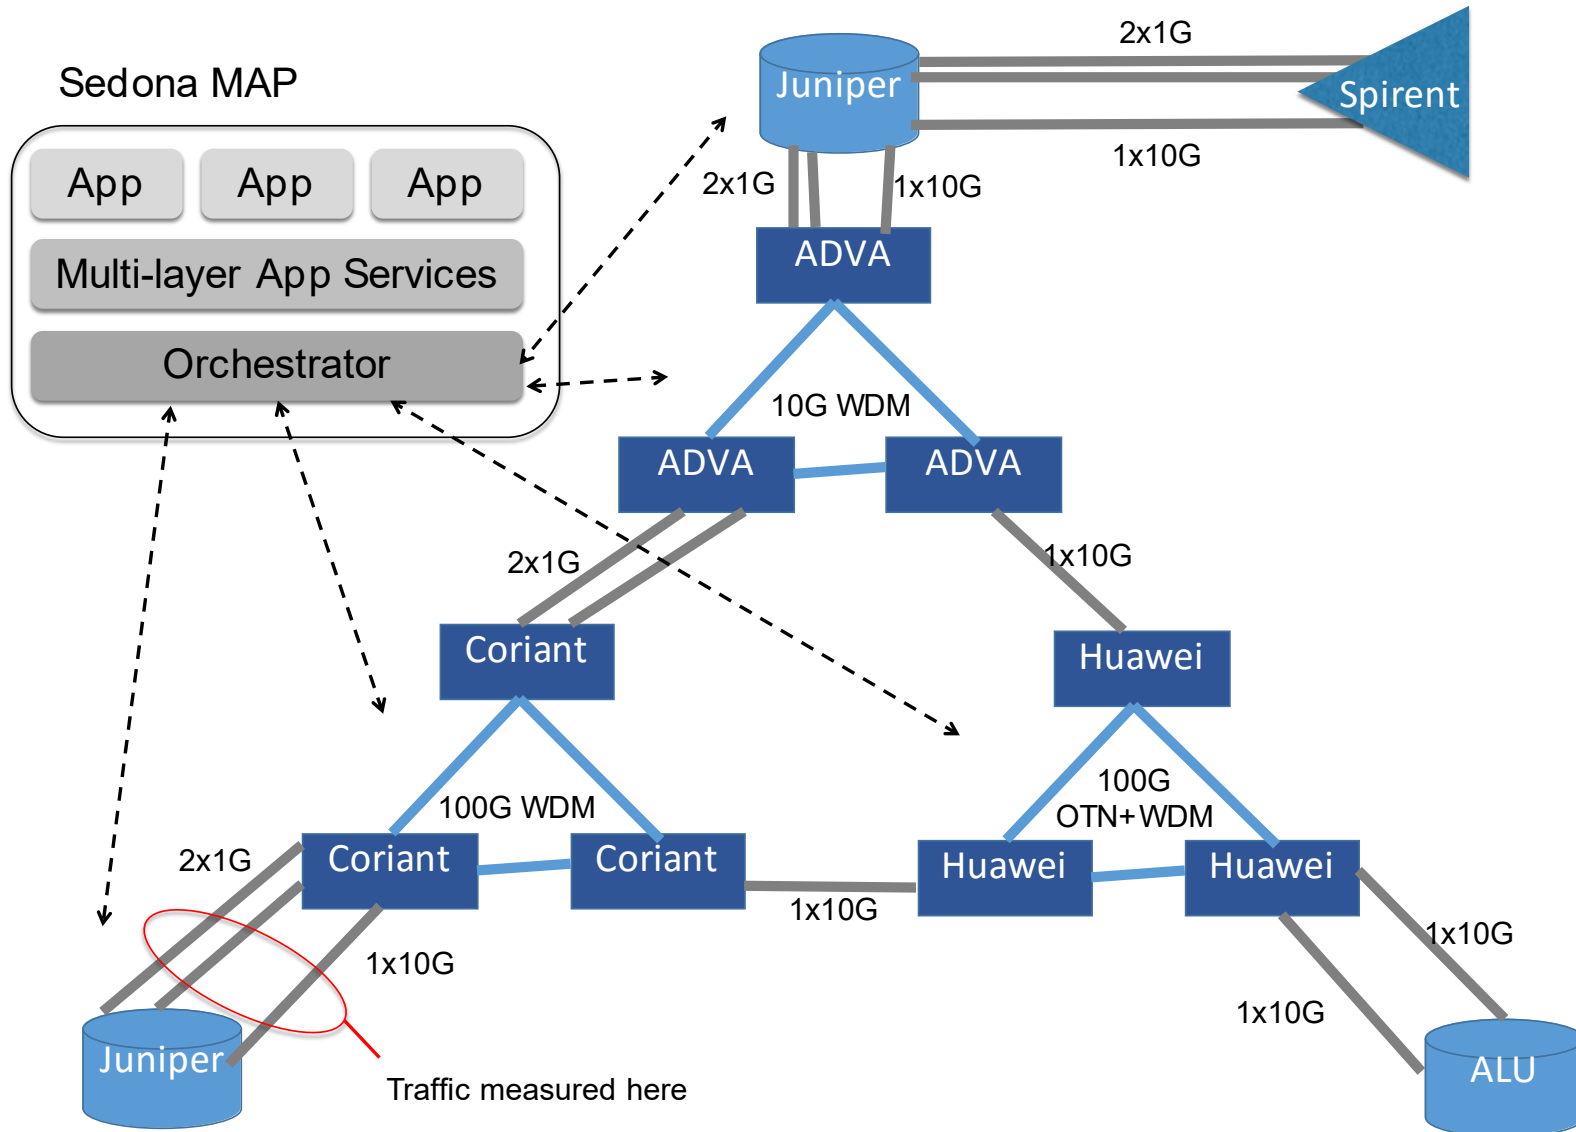 2x1G
Juniper
Spirent
1x10G
Sedona MAP
App
App
App
2x1G
1x10G
Multi-layer App Services
ADVA
Orchestrator
10G WDM
ADVA
ADVA
2x1G
1x10G
Coriant
Huawei
100G WDM
100G
OTN+WDM
2x1G
Coriant
Coriant
Huawei
Huawei
1x10G
1x10G
1x10G
1x10G
Juniper
ALU
Traffic measured here